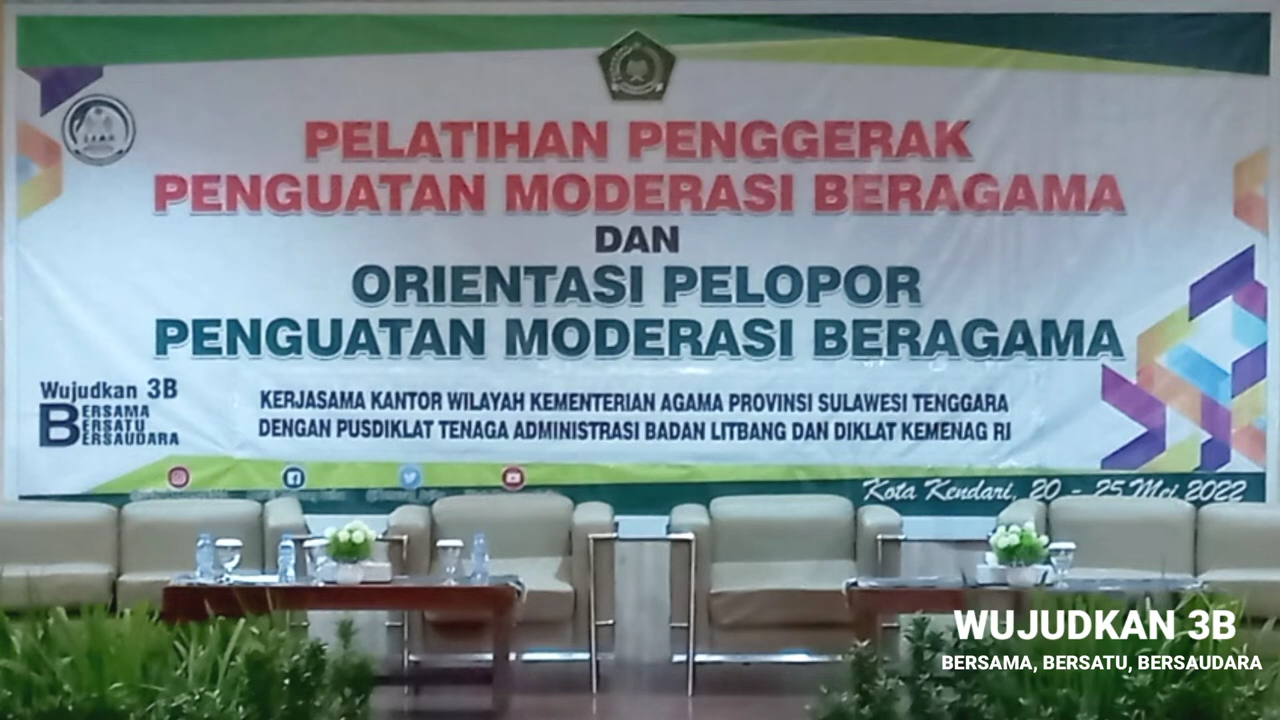 PELATIHAN PENGGERAK
PENGUATAN MODERASI BERAGAMA
DAN
ORIENTASI PELOPOR
PENGUATAN MODERASI BERAGAMA
Wujudkan 3B
BERSAMA
BERSATU
BERSAUDARA
KERJASAMA KANTOR WILAYAH KEMENTERIAN AGAMA PROVINSI SULAWESI TENGGARA
DENGAN PUSDIKLAT TENAGA ADMINISTRASI BADAN LITBANG DAN DIKLAT KEMENAG RI
Kota Kendari, 20 - 25 Mei 2022
WUJUDKAN 3B
BERSAMA, BERSATU, BERSAUDARA